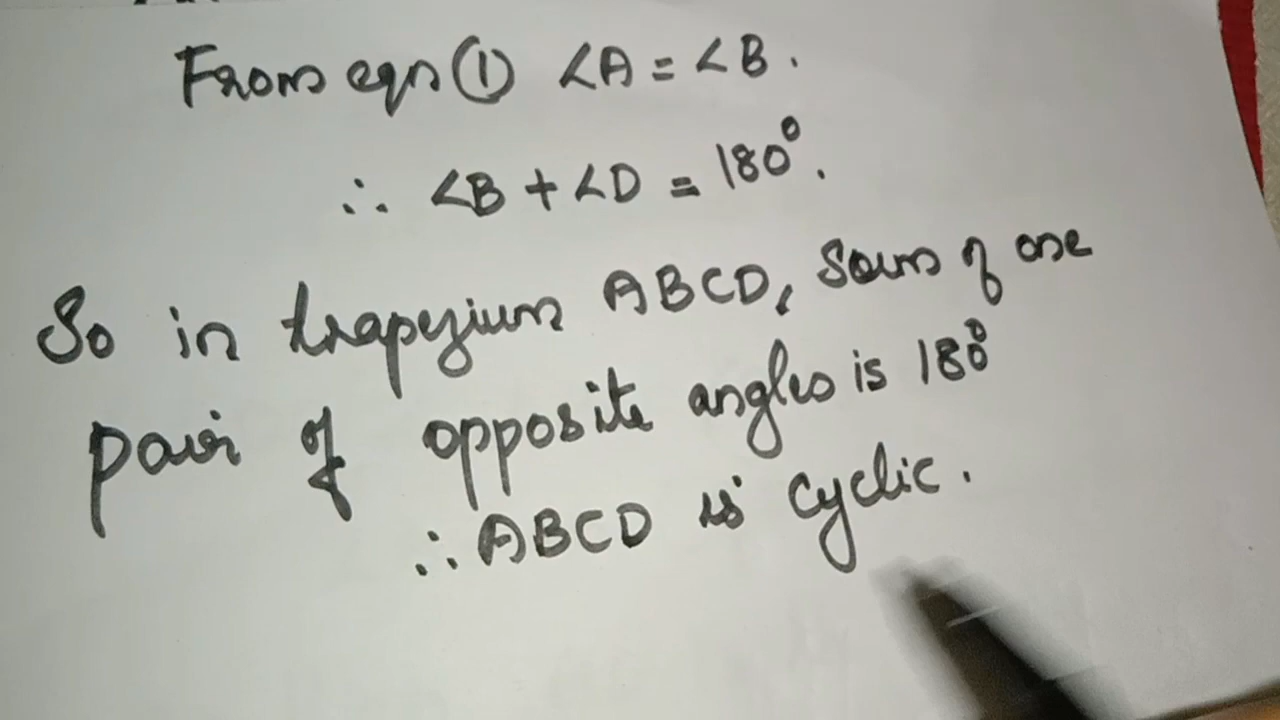 From eqn (1) ∠A = ∠B.
∴ ∠B + ∠D = 180°.
So in trapezium ABCD, Sum of one
pair of opposite angles is 180°
∴ ABCD is cyclic.